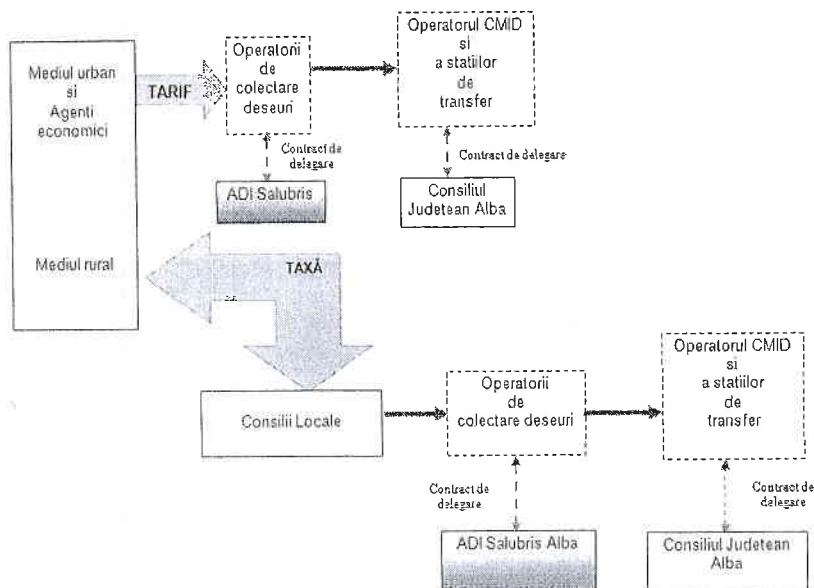 Mediul urban
si
Agenti
economici
TARIF
Operatorii
de
colectare
deseuri
Operatorul CMID
si
a statiilor
de
transfer
Contract de
delegare
Contract de delegare
ADI Salubris
Consiliul
Judetean Alba
Mediul rural
TAXĂ
Consilii Locale
Operatorii
de
colectare deseuri
Operatorul CMID
si
a statiilor
de
transfer
Contract de
delegare
Contract de
delegare
ADI Salubris Alba
Consiliul Judetean
Alba